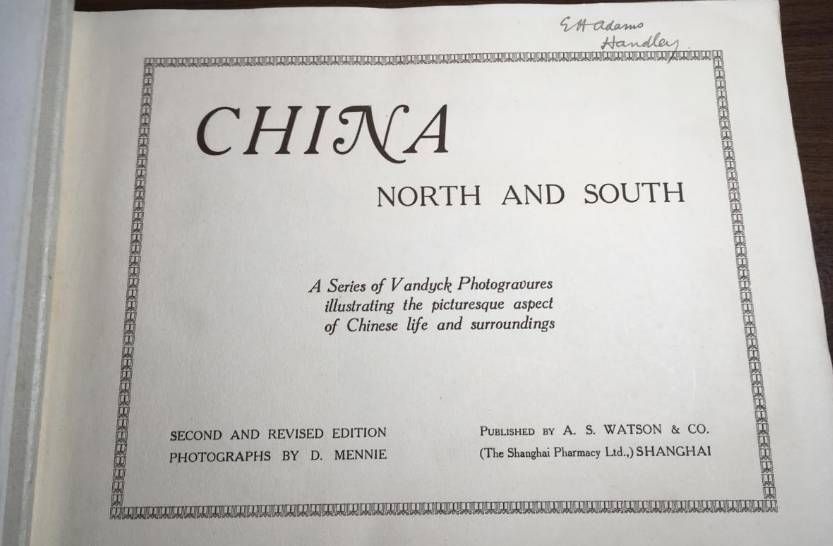 E H Adams
Handley.
CHINA
NORTH AND SOUTH
A Series of Vandyck Photogravures
illustrating the picturesque aspect
of Chinese life and surroundings
SECOND AND REVISED EDITION
PHOTOGRAPHS BY D. MENNIE
PUBLISHED BY A. S. WATSON & CO.
(The Shanghai Pharmacy Ltd.,) SHANGHAI